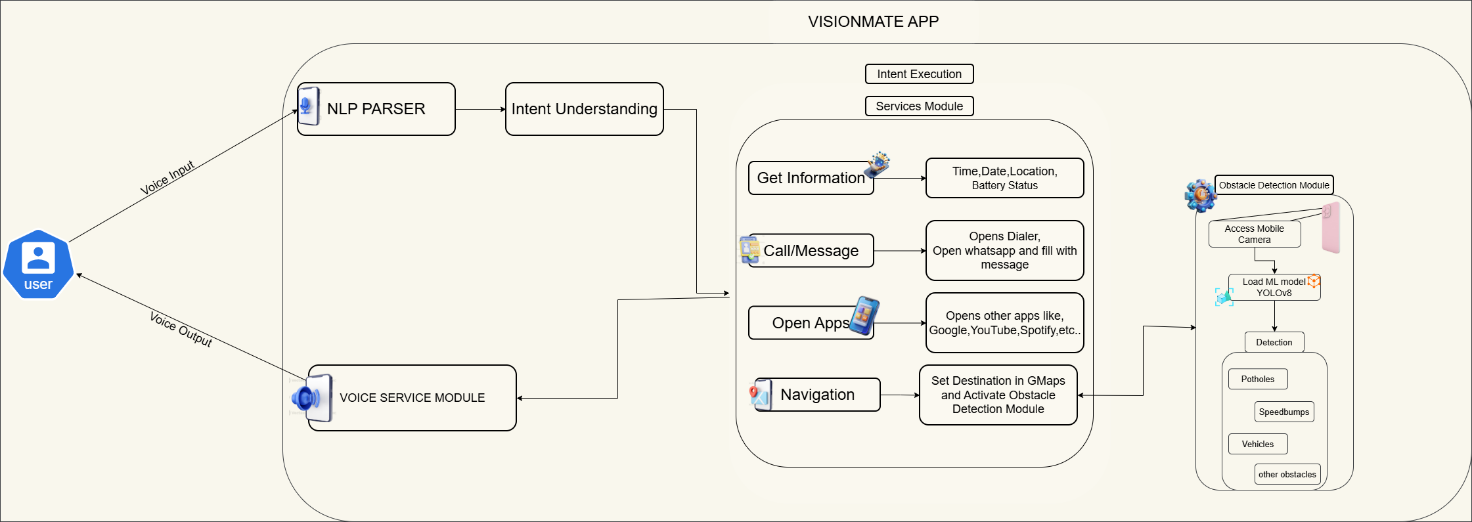 VISIONMATE APP
Intent Execution
Services Module
NLP PARSER
Intent Understanding
Voice Input
user
Voice Output
VOICE SERVICE MODULE
Get Information
Time,Date,Location,
Battery Status
Call/Message
Opens Dialer,
Open whatsapp and fill with
message
Open Apps
Opens other apps like,
Google,YouTube,Spotify,etc..
Navigation
Set Destination in GMaps
and Activate Obstacle
Detection Module
Obstacle Detection Module
Access Mobile
Camera
Load ML model
YOLOv8
Detection
Potholes
Speedbumps
Vehicles
other obstacles